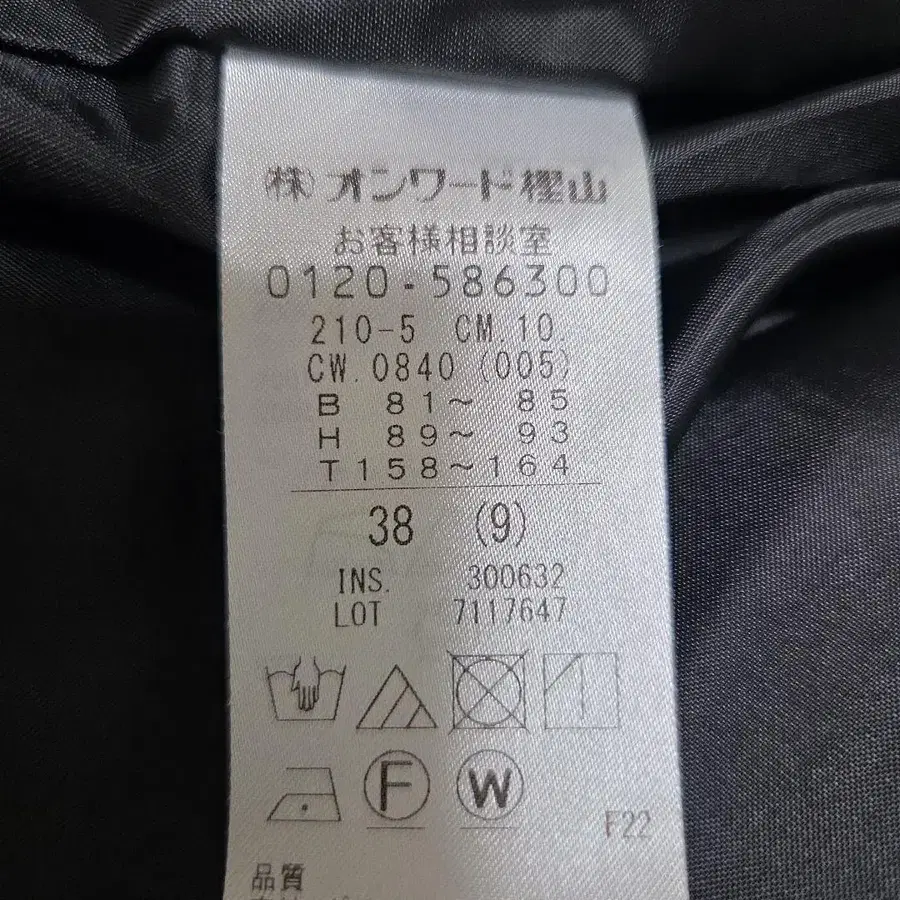 (株)オンワード樫山
お客様相談室
0120-586300
210-5 CM.10.
CW.0840 (005)
B 81~ 85
H 89~ 93
T158~164
38 (9)
INS. 300632
LOT 7117647
F W
F22
品質